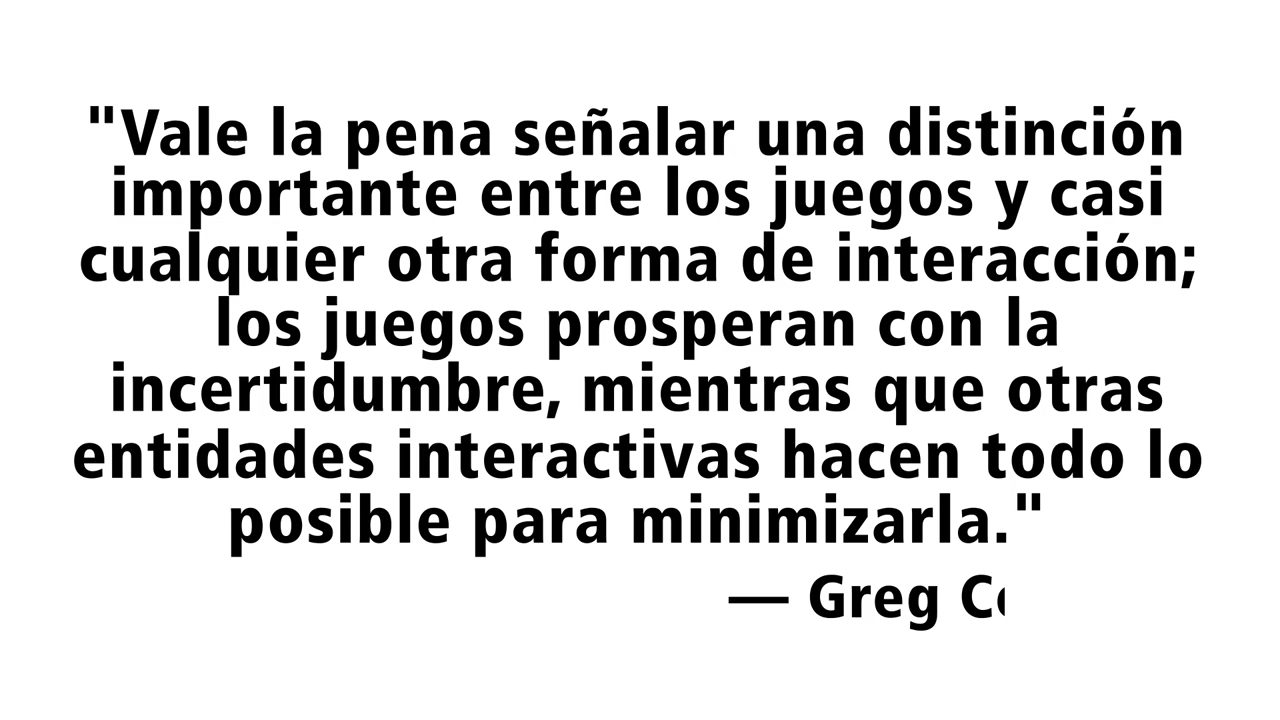 "Vale la pena señalar una distinción
importante entre los juegos y casi
cualquier otra forma de interacción;
los juegos prosperan con la
incertidumbre, mientras que otras
entidades interactivas hacen todo lo
posible para minimizarla."
— Greg